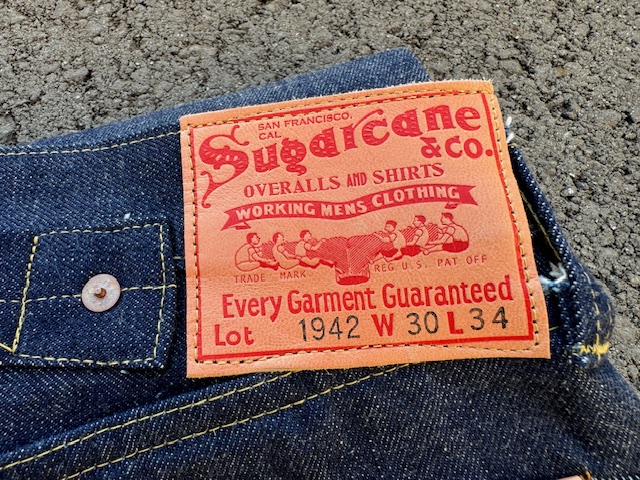 SAN FRANCISCO,
CAL.
Sugarcane
& CO.
OVERALLS AND SHIRTS
WORKING MENS CLOTHING
TRADE MARK REG U.S. PAT OFF
Every Garment Guaranteed
Lot 1942 W 30 L 34